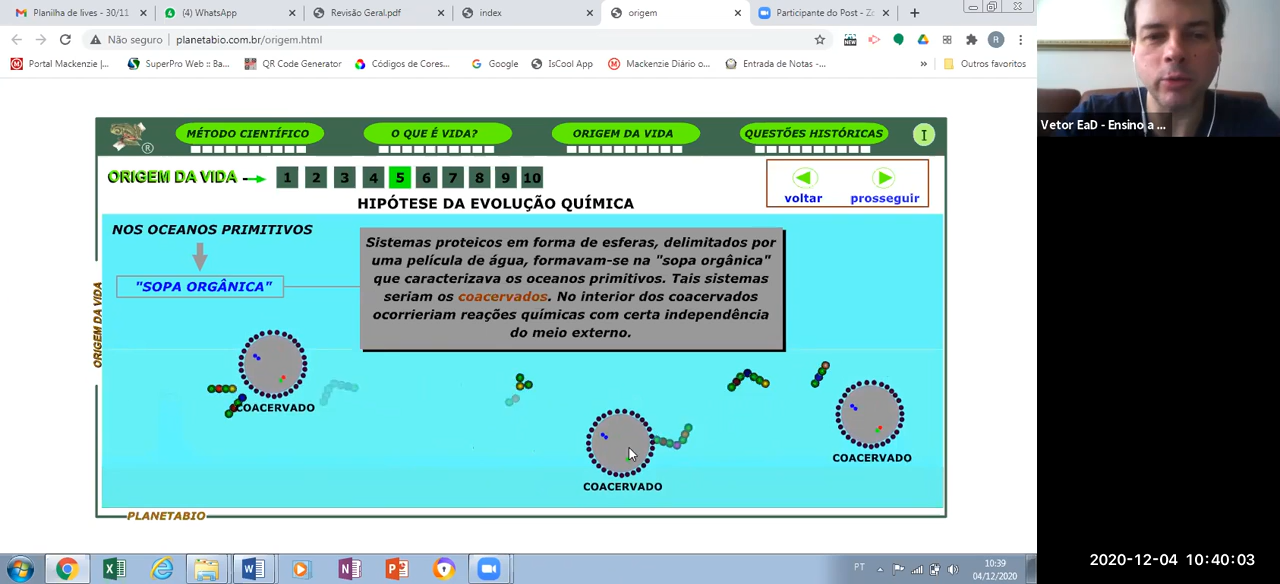 Planilha de lives - 30/11
(4) WhatsApp
Revisão Geral.pdf
index
origem
Participante do Post - Zo
Não seguro | planetabio.com.br/origem.html
Portal Mackenzie |...
SuperPro Web :: Ba...
QR Code Generator
Códigos de Cores...
Google
IsCool App
Mackenzie Diário o...
Entrada de Notas -...
»
Outros favoritos
Vetor EaD - Ensino a ...
MÉTODO CIENTÍFICO
O QUE É VIDA?
ORIGEM DA VIDA
QUESTÕES HISTÓRICAS
I
®
ORIGEM DA VIDA
1 2 3 4 5 6 7 8 9 10
voltar
prosseguir
HIPÓTESE DA EVOLUÇÃO QUÍMICA
NOS OCEANOS PRIMITIVOS
"SOPA ORGÂNICA"
Sistemas proteicos em forma de esferas, delimitados por
uma película de água, formavam-se na "sopa orgânica"
que caracterizava os oceanos primitivos. Tais sistemas
seriam os coacervados. No interior dos coacervados
ocorrieriam reações químicas com certa independência
do meio externo.
ORIGEM DA VIDA
COACERVADO
COACERVADO
COACERVADO
PLANETABIO
PT
10:39
04/12/2020
2020-12-04 10:40:03